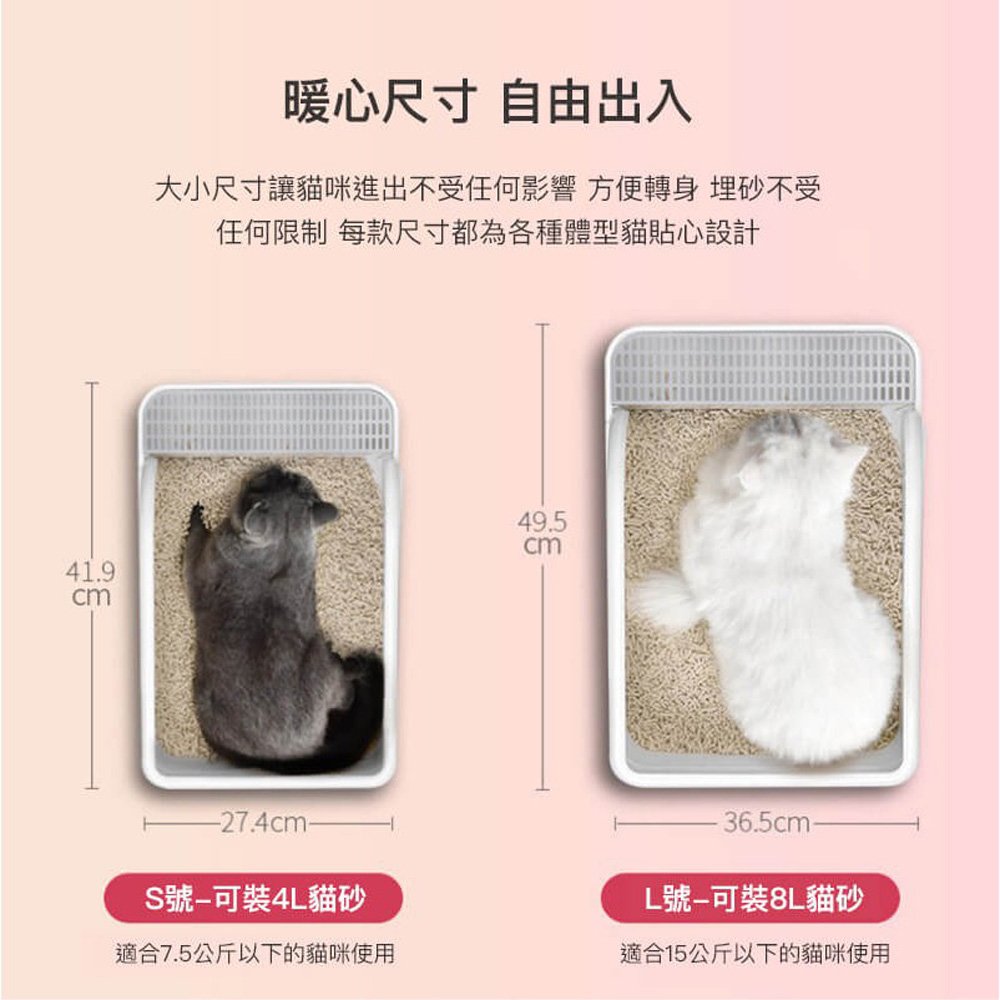 暖心尺寸 自由出入
大小尺寸讓貓咪進出不受任何影響 方便轉身 埋砂不受
任何限制 每款尺寸都為各種體型貓貼心設計
49.5
cm
41.9
cm
27.4cm
36.5cm
S號–可裝4L貓砂
L號–可裝8L貓砂
適合7.5公斤以下的貓咪使用
適合15公斤以下的貓咪使用